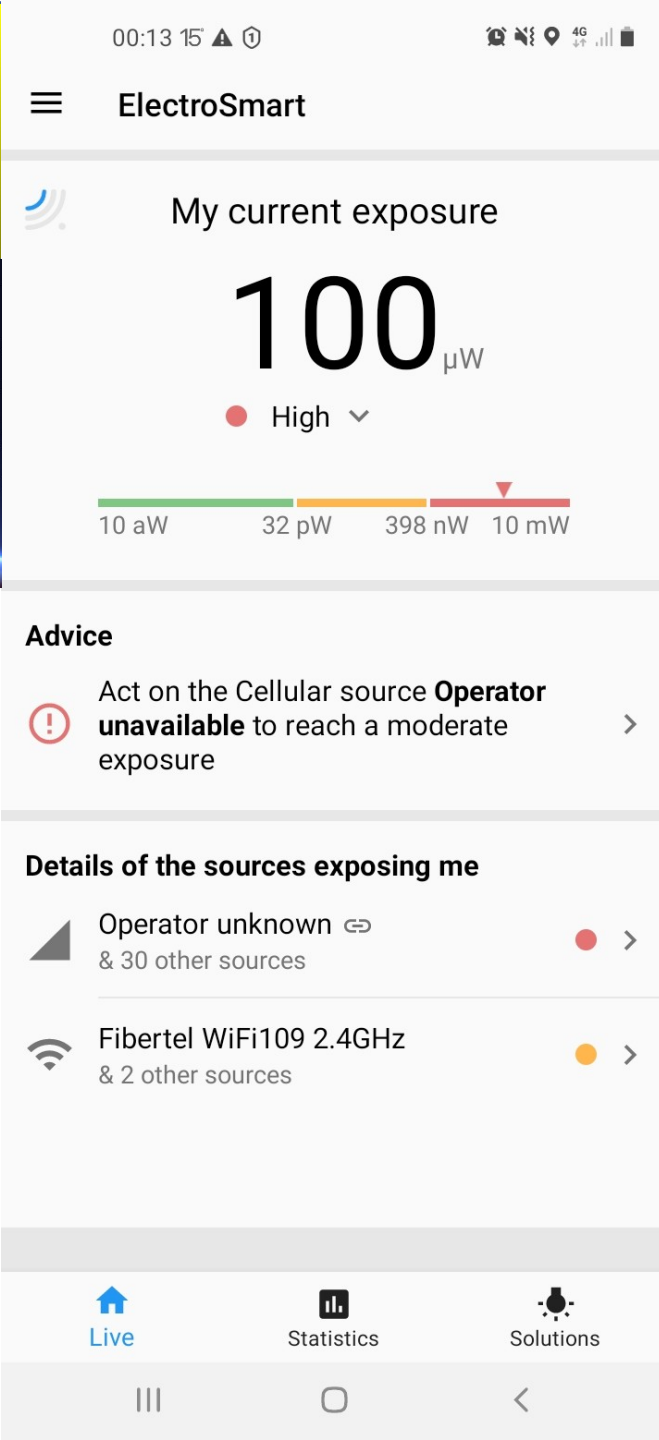 00:13 15°
4G
ElectroSmart
My current exposure
100 µW
High
10 aW 32 pW 398 nW 10 mW
Advice
Act on the Cellular source Operator
unavailable to reach a moderate
exposure
Details of the sources exposing me
Operator unknown
& 30 other sources
Fibertel WiFi109 2.4GHz
& 2 other sources
Live Statistics Solutions